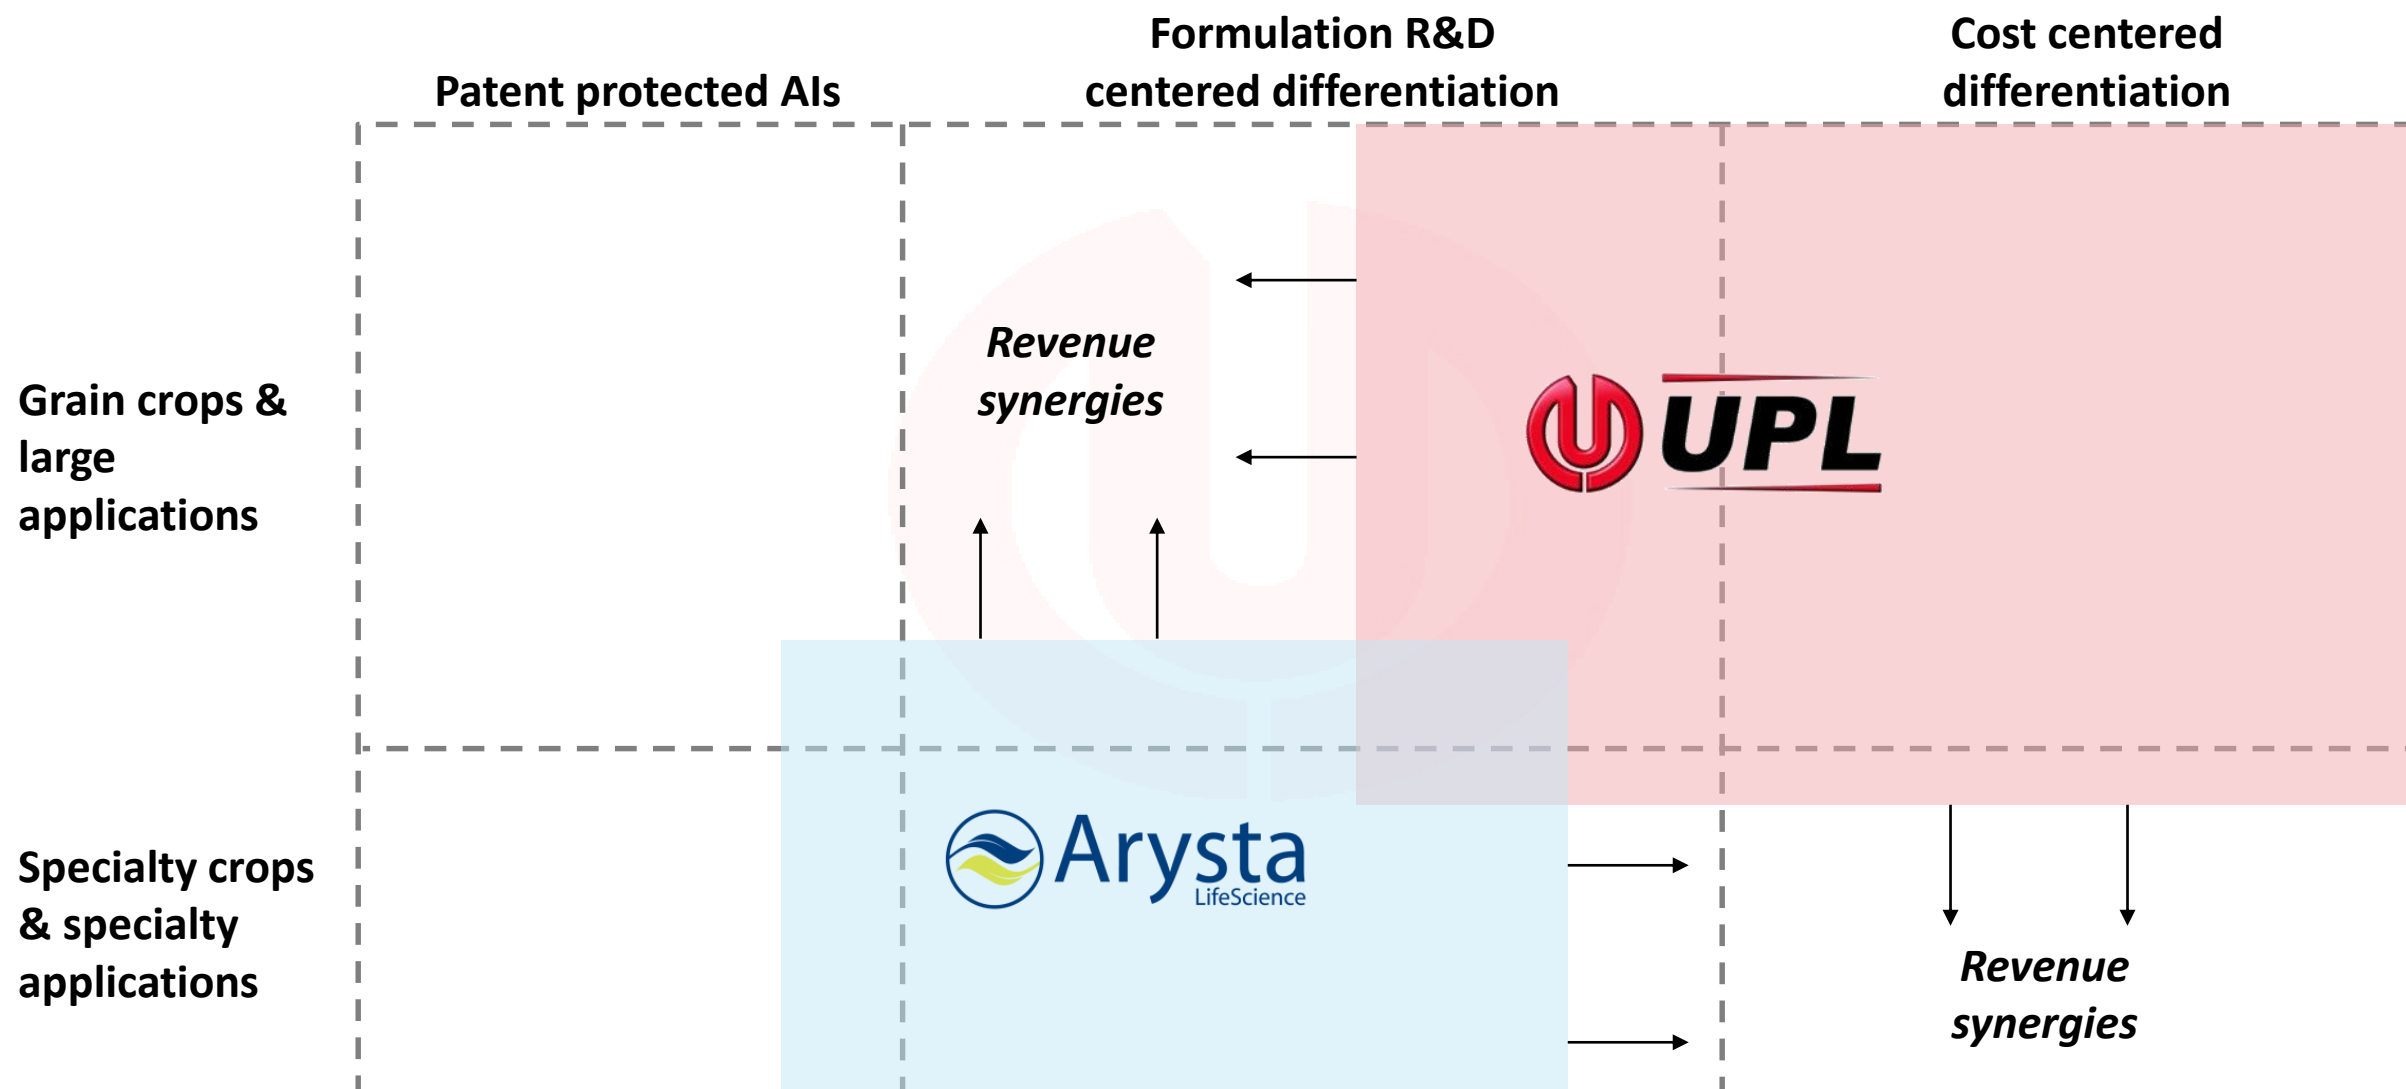 Patent protected AIs
Formulation R&D
centered differentiation
Cost centered
differentiation
Grain crops &
large
applications
Revenue
synergies
UPL
Specialty crops
& specialty
applications
Arysta
LifeScience
Revenue
synergies